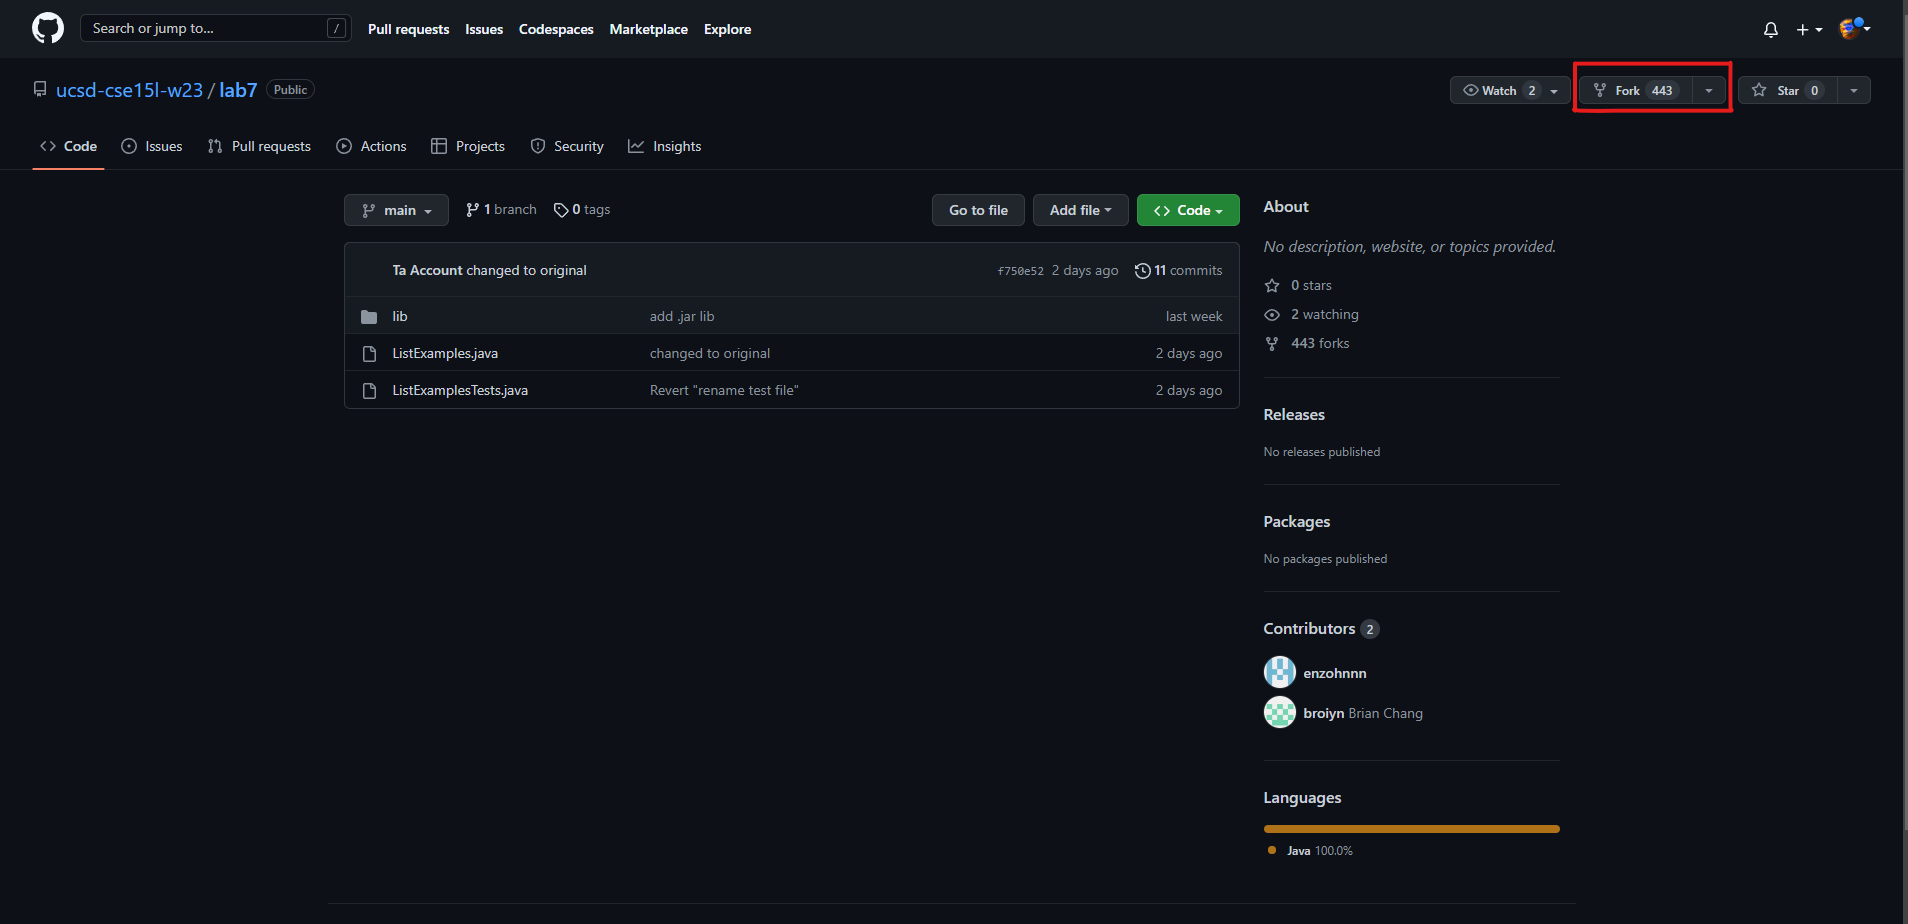 Search or jump to... /
Pull requests Issues Codespaces Marketplace Explore
ucsd-cse15l-w23 / lab7 Public
Watch 2 Fork 443 Star 0
Code Issues Pull requests Actions Projects Security Insights
main 1 branch 0 tags Go to file Add file Code
Ta Account changed to original f750e52 2 days ago 11 commits
lib add .jar lib last week
ListExamples.java changed to original 2 days ago
ListExamplesTests.java Revert "rename test file" 2 days ago
About
No description, website, or topics provided.
0 stars
2 watching
443 forks
Releases
No releases published
Packages
No packages published
Contributors 2
enzohnnn
broiyn Brian Chang
Languages
Java 100.0%